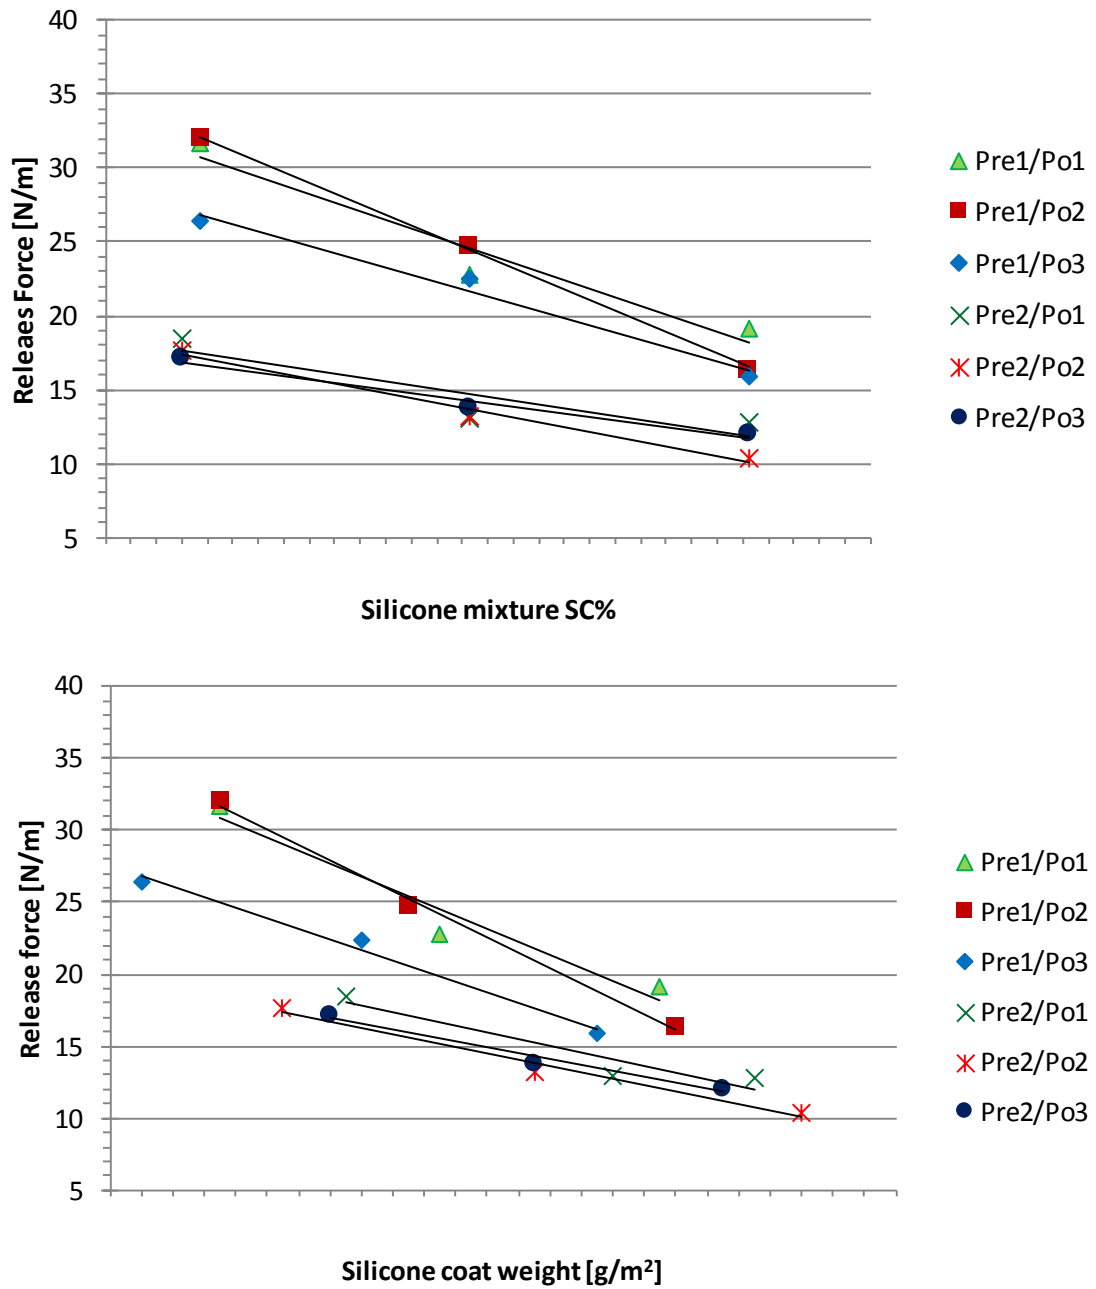 40
35
30
25
20
15
10
5
Releaes Force [N/m]
Silicone mixture SC%
Pre1/Po1
Pre1/Po2
Pre1/Po3
Pre2/Po1
Pre2/Po2
Pre2/Po3
40
35
30
25
20
15
10
5
Release force [N/m]
Silicone coat weight [g/m²]
Pre1/Po1
Pre1/Po2
Pre1/Po3
Pre2/Po1
Pre2/Po2
Pre2/Po3